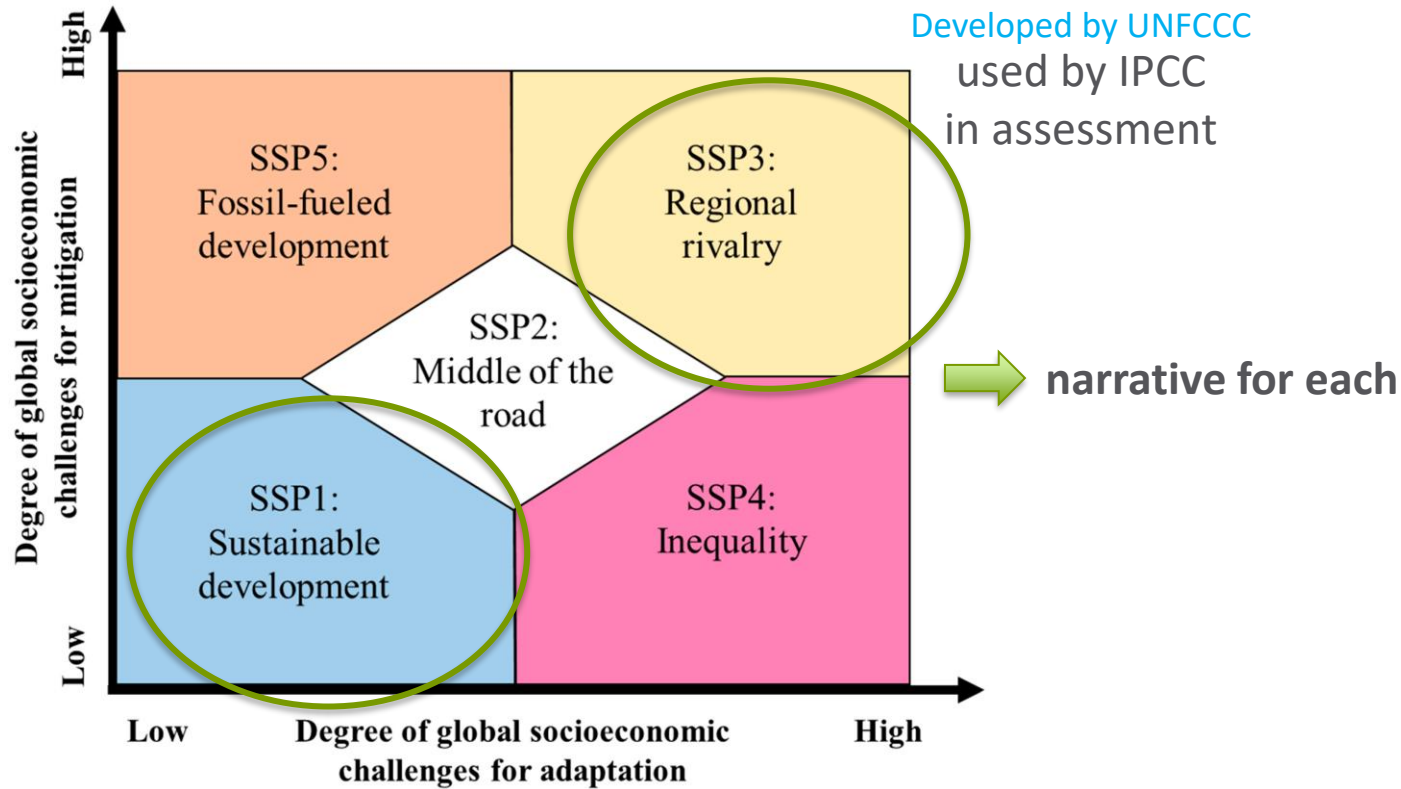 Developed by UNFCCC
used by IPCC
in assessment
High
Degree of global socioeconomic
challenges for mitigation
Low
SSP5:
Fossil-fueled
development
SSP3:
Regional
rivalry
SSP2:
Middle of the
road
narrative for each
SSP1:
Sustainable
development
SSP4:
Inequality
Low
Degree of global socioeconomic
challenges for adaptation
High